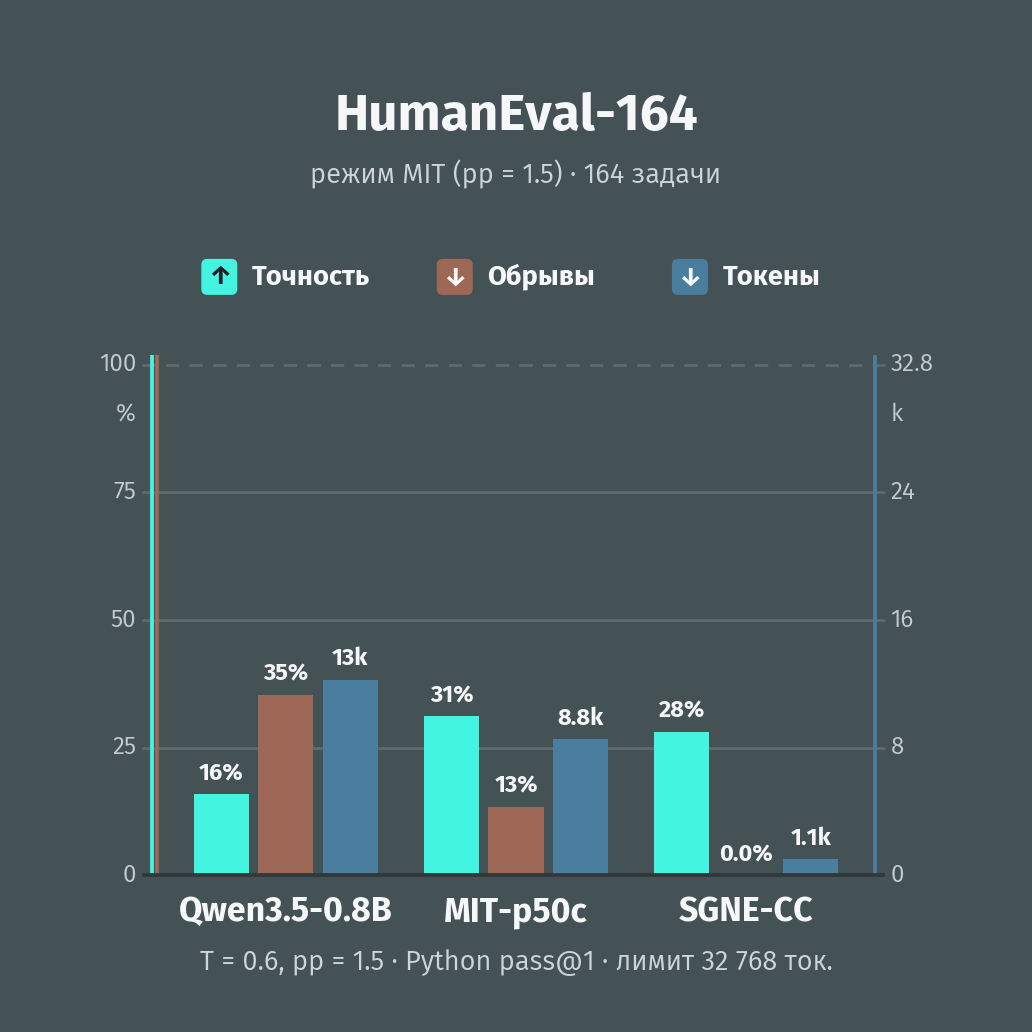 HumanEval-164
режим MIT (pp = 1.5) · 164 задачи
↑ Точность ↓ Обрывы ↓ Токены
100 32.8
% k
75 24
50 16
13k
35%
31%
28%
8.8k
25 8
16%
13%
1.1k
0.0%
0 0
Qwen3.5-0.8B MIT-p50c SGNE-CC
T = 0.6, pp = 1.5 · Python pass@1 · лимит 32 768 ток.